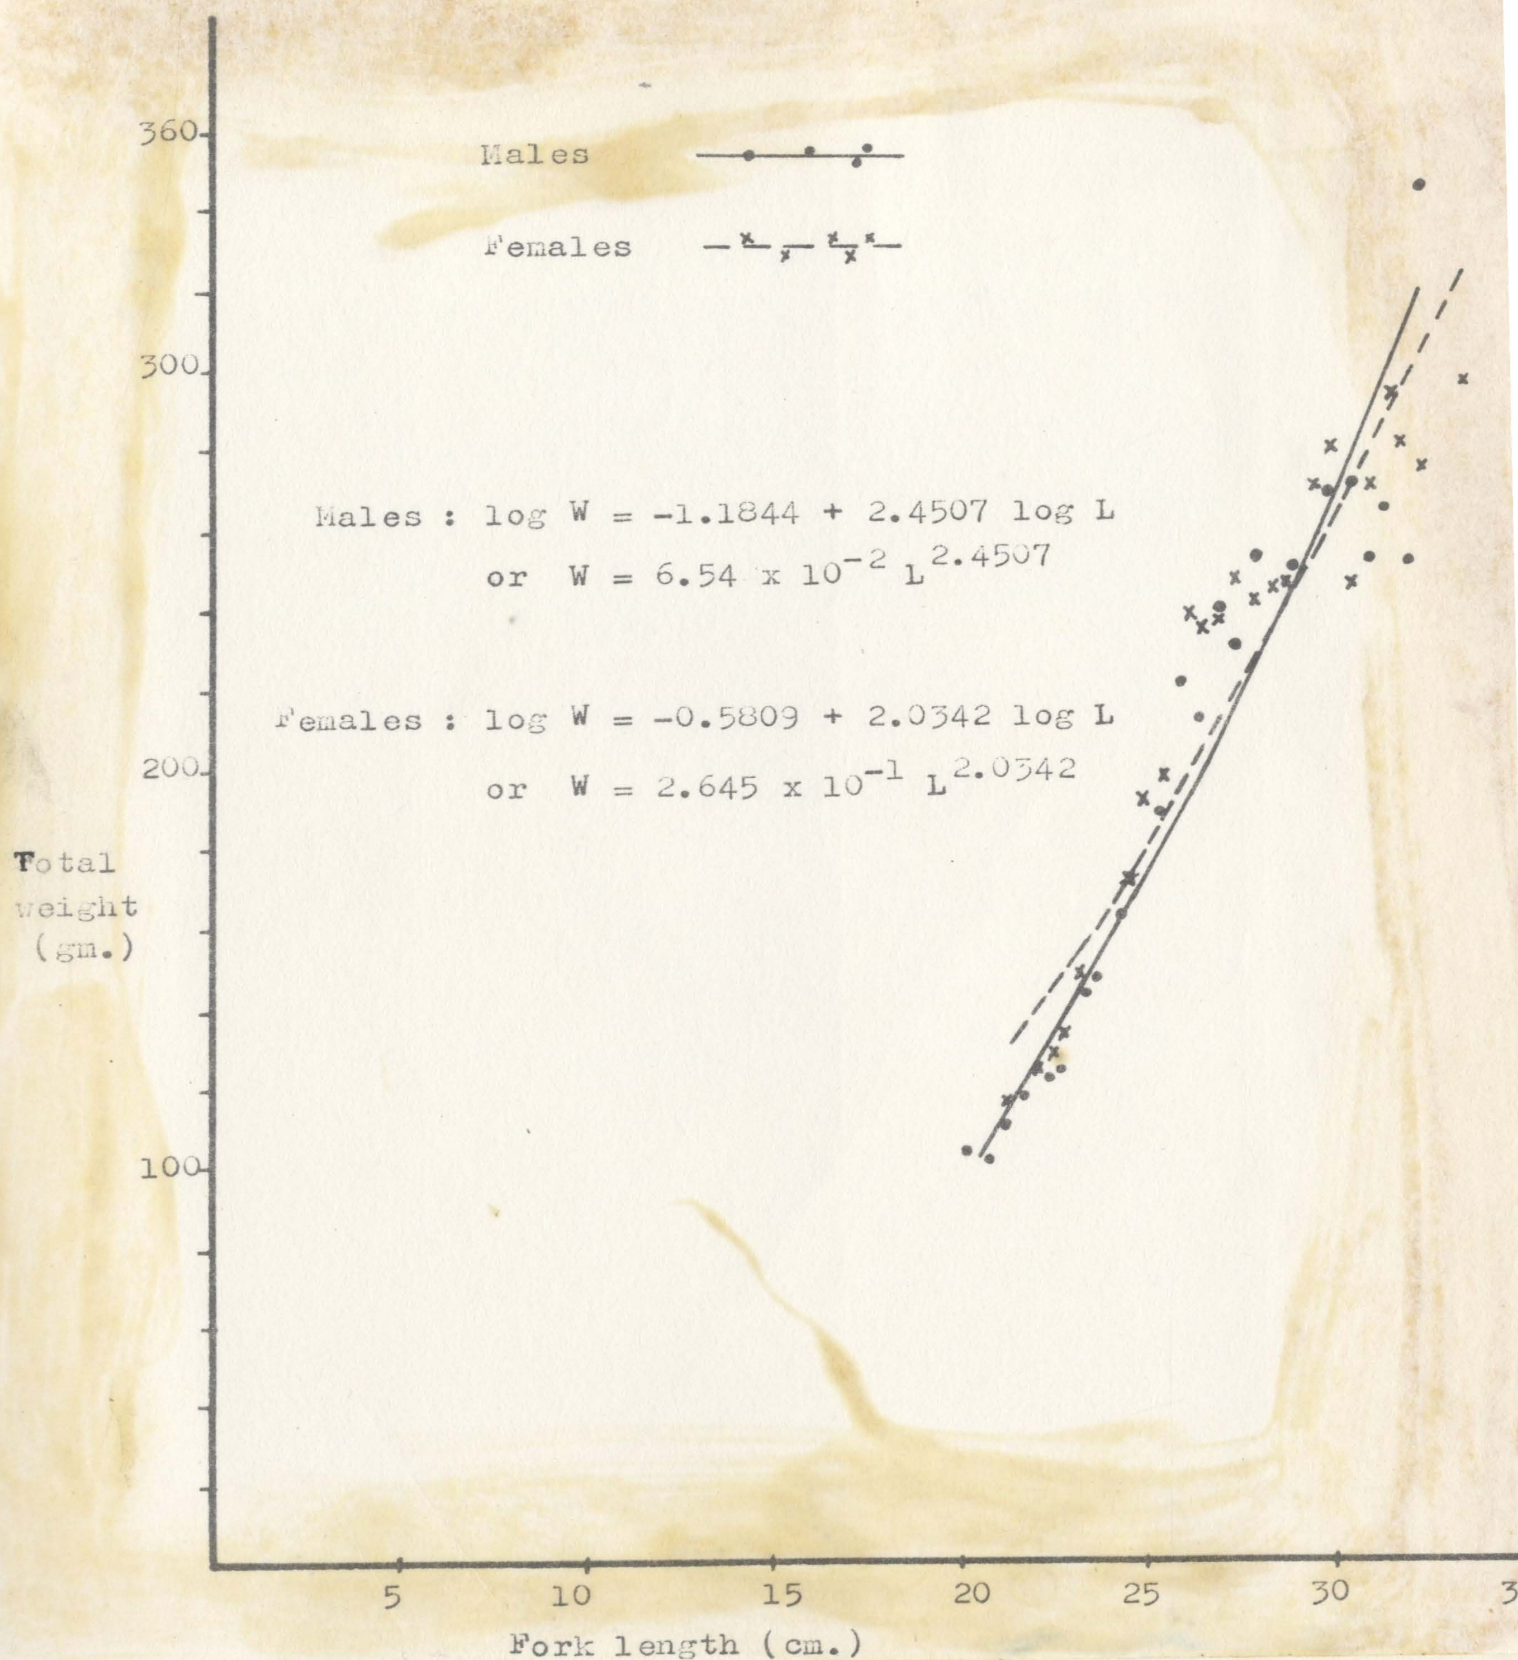 360
Males
Females
300
Males : log W = -1.1844 + 2.4507 log L
or W = 6.54 x 10⁻² L²·⁴⁵⁰⁷
Females : log W = -0.5809 + 2.0342 log L
200
or W = 2.645 x 10⁻¹ L²·⁰³⁴²
Total
weight
(gm.)
100
5 10 15 20 25 30 3
Fork length (cm.)